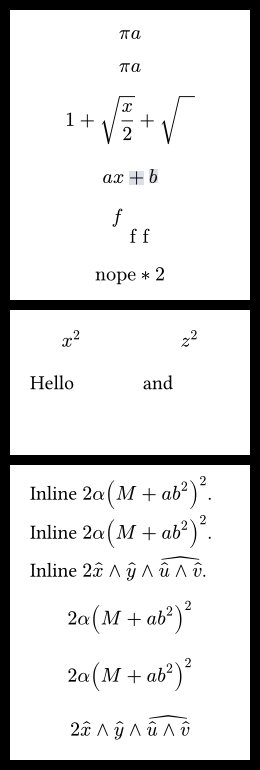 πa
πa
1 + √(x/2) + √
ax + b
f
f f
nope ∗ 2
x² z²
Hello and
Inline 2α(M + ab²)².
Inline 2α(M + ab²)².
Inline 2x̂ ∧ ŷ ∧ û ∧ v̂.
2α(M + ab²)²
2α(M + ab²)²
2x̂ ∧ ŷ ∧ û ∧ v̂